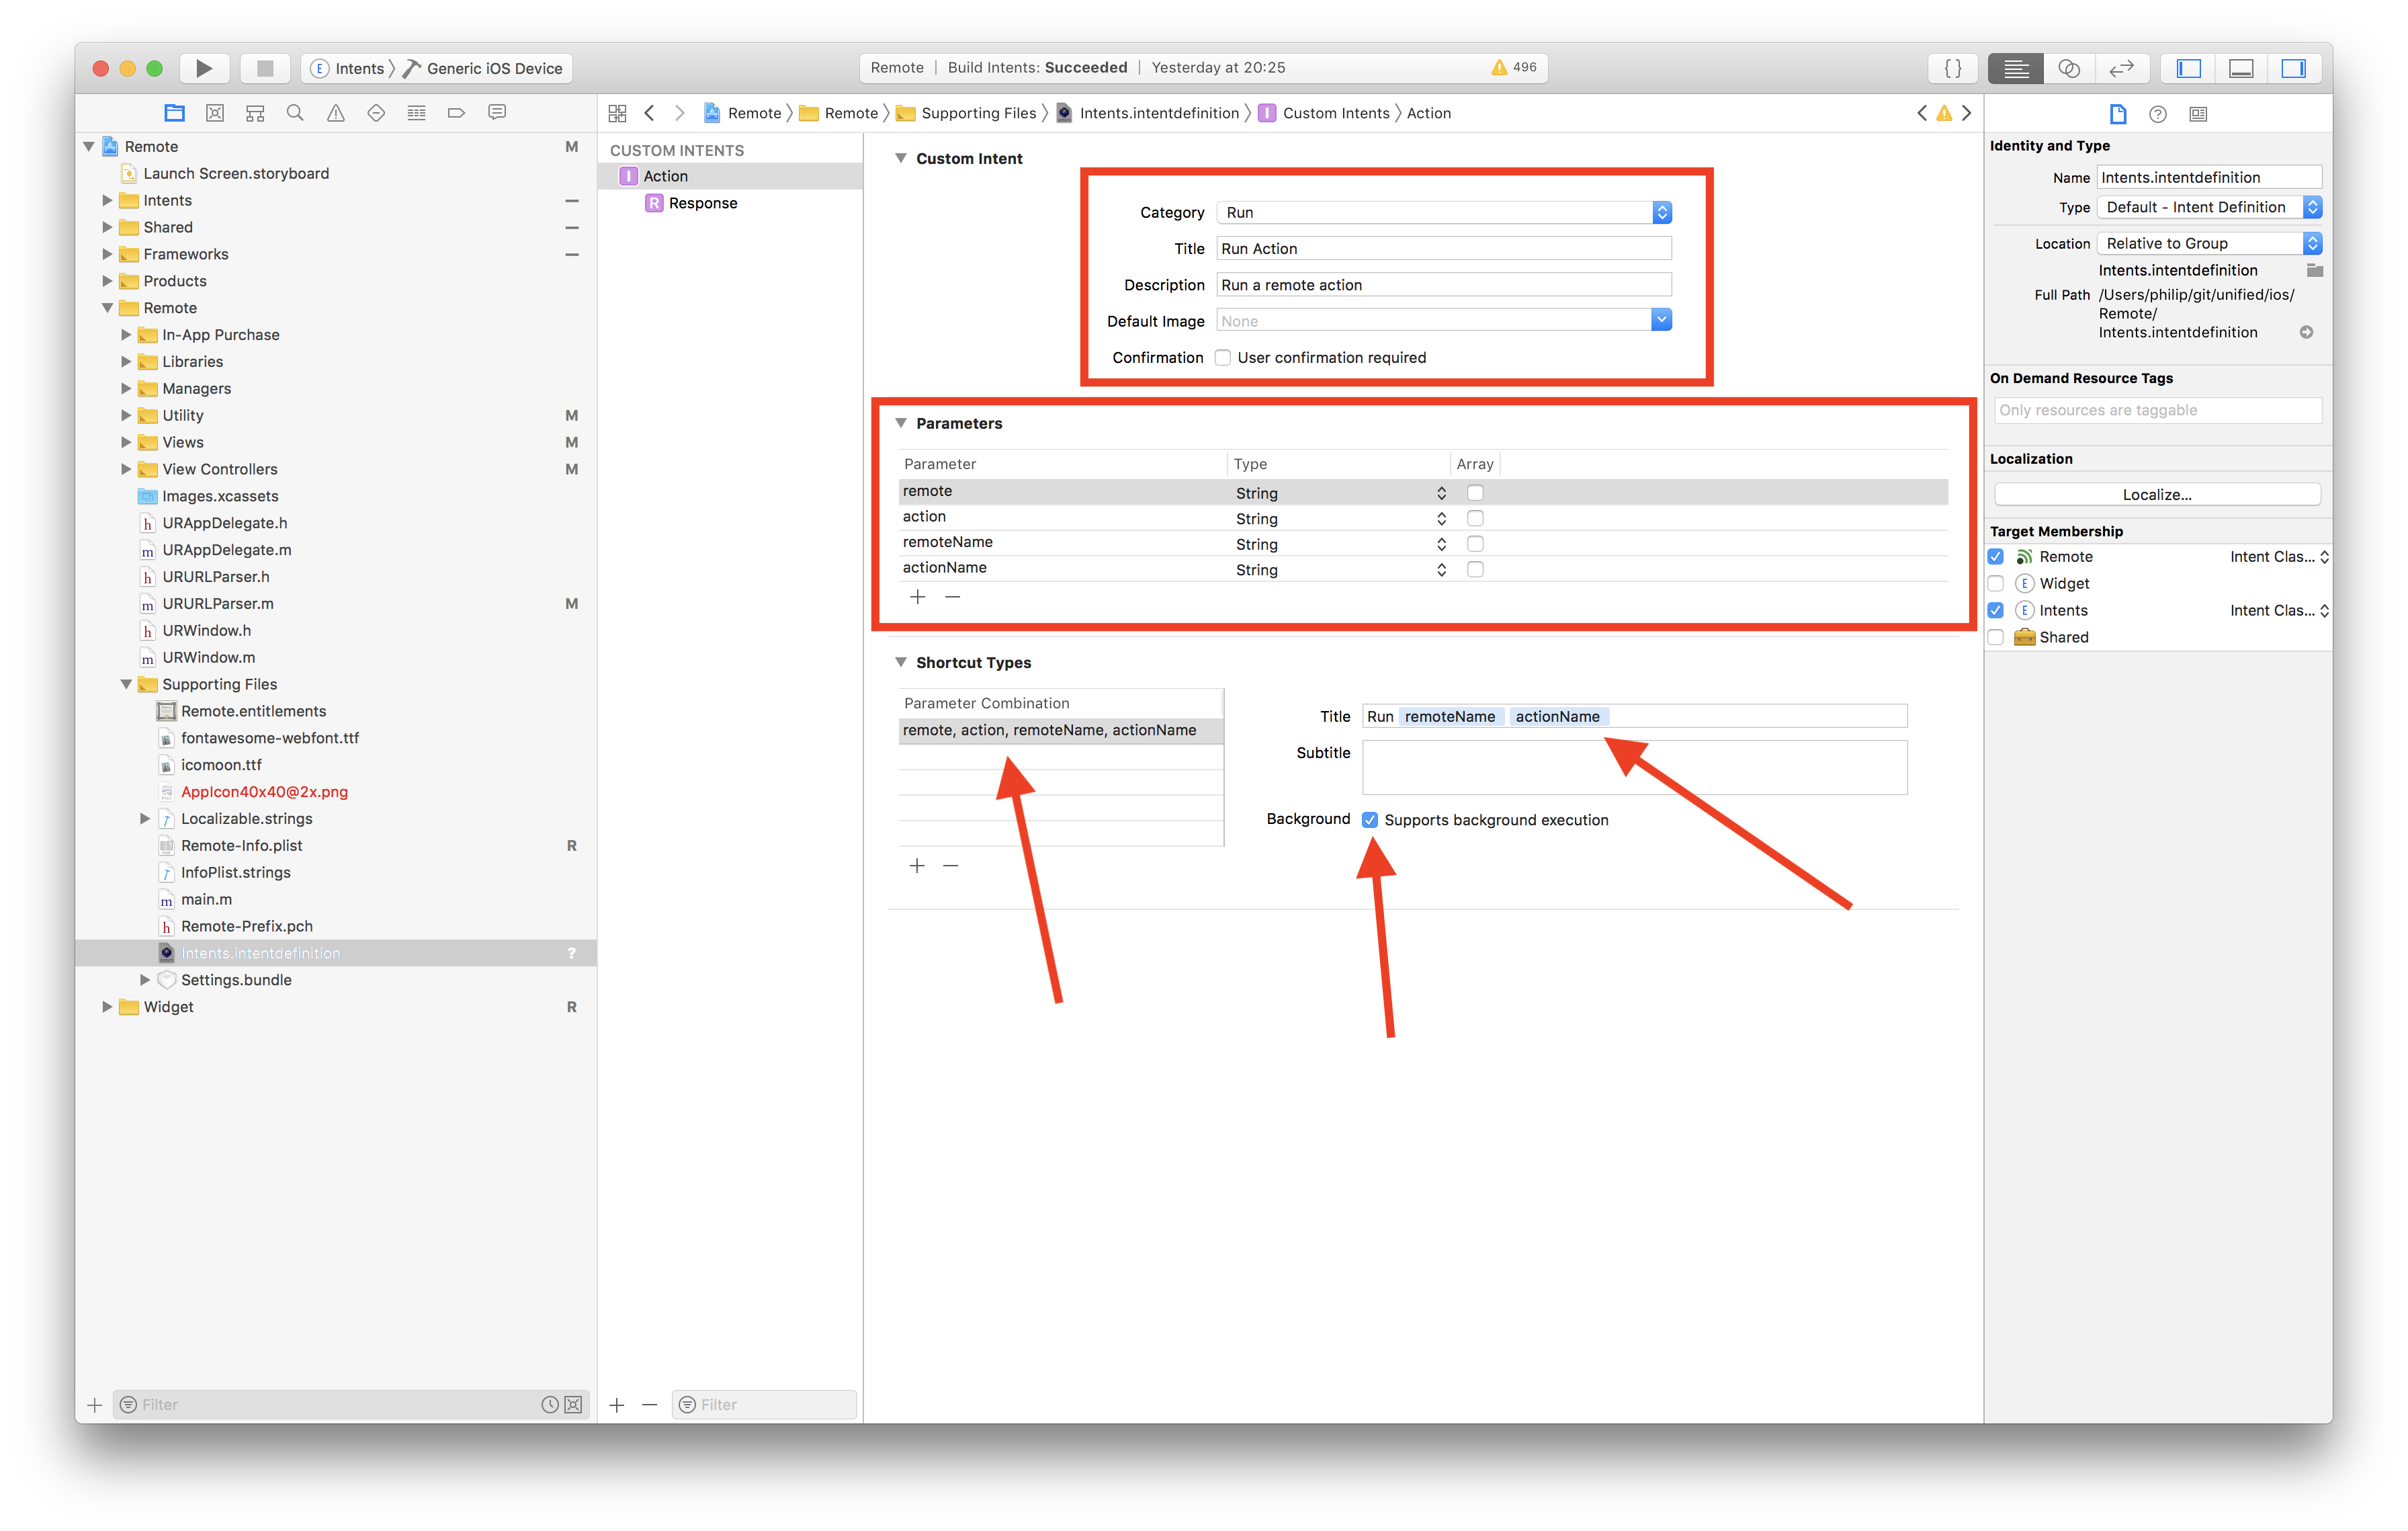 Intents 〉 Generic iOS Device
Remote | Build Intents: Succeeded | Yesterday at 20:25
496
{ }
Remote 〉 Remote 〉 Supporting Files 〉 Intents.intentdefinition 〉 Custom Intents 〉 Action
Remote M
Launch Screen.storyboard
Intents
Shared
Frameworks
Products
Remote
In-App Purchase
Libraries
Managers
Utility M
Views M
View Controllers M
Images.xcassets
URAppDelegate.h
URAppDelegate.m
URURLParser.h
URURLParser.m M
URWindow.h
URWindow.m
Supporting Files
Remote.entitlements
fontawesome-webfont.ttf
icomoon.ttf
AppIcon40x40@2x.png
Localizable.strings
Remote-Info.plist R
InfoPlist.strings
main.m
Remote-Prefix.pch
Intents.intentdefinition ?
Settings.bundle
Widget R
Filter
CUSTOM INTENTS
I Action
R Response
Filter
Custom Intent
Category Run
Title Run Action
Description Run a remote action
Default Image None
Confirmation User confirmation required
Parameters
Parameter Type Array
remote String
action String
remoteName String
actionName String
Shortcut Types
Parameter Combination
remote, action, remoteName, actionName
Title Run remoteName actionName
Subtitle
Background Supports background execution
Identity and Type
Name Intents.intentdefinition
Type Default - Intent Definition
Location Relative to Group
Intents.intentdefinition
Full Path /Users/philip/git/unified/ios/
Remote/
Intents.intentdefinition
On Demand Resource Tags
Only resources are taggable
Localization
Localize...
Target Membership
Remote Intent Clas...
E Widget
E Intents Intent Clas...
Shared